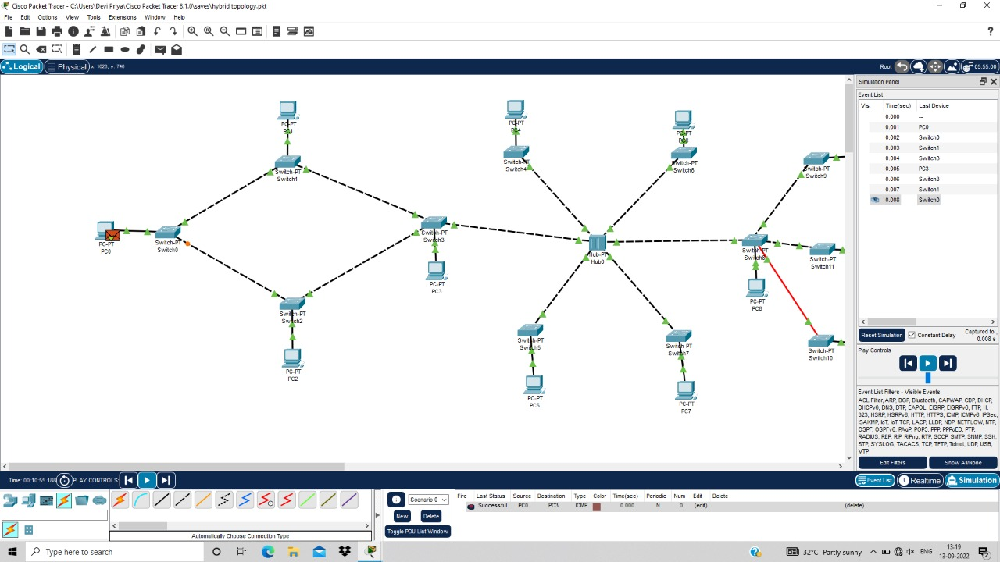 Cisco Packet Tracer - C:\Users\Devi Priya\Cisco Packet Tracer 8.1.0\saves\hybrid topology.pkt
File Edit Options View Tools Extensions Window Help
?
Logical Physical x: 1623, y: 746 Root 05:55:00
Simulation Panel
Event List
Vis. Time(sec) Last Device
0.000 --
0.001 PC0
0.002 Switch0
0.003 Switch1
0.004 Switch3
0.005 PC3
0.006 Switch3
0.007 Switch1
0.008 Switch0
Reset Simulation Constant Delay Captured to:
0.008 s
Play Controls
Event List Filters - Visible Events
ACL Filter, ARP, BGP, Bluetooth, CAPWAP, CDP, DHCP,
DHCPv6, DNS, DTP, EAPOL, EIGRP, EIGRPv6, FTP, H.
323, HSRP, HSRPv6, HTTP, HTTPS, ICMP, ICMPv6, IPSec,
ISAKMP, IoT, IoT TCP, LACP, LLDP, NDP, NETFLOW, NTP,
OSPF, OSPFv6, PAgP, POP3, PPP, PPPoED, PTP,
RADIUS, REP, RIP, RIPng, RTP, SCCP, SMTP, SNMP, SSH,
STP, SYSLOG, TACACS, TCP, TFTP, Telnet, UDP, USB,
VTP
Edit Filters Show All/None
PC-PT
PC1
PC-PT
PC4
PC-PT
PC6
Switch-PT
Switch1
Switch-PT
Switch4
Switch-PT
Switch6
Switch-PT
Switch9
PC-PT
PC0
Switch-PT
Switch0
Switch-PT
Switch3
Hub-PT
Hub0
Switch-PT
Switch8
Switch-PT
Switch11
PC-PT
PC3
PC-PT
PC8
Switch-PT
Switch2
Switch-PT
Switch5
Switch-PT
Switch7
Switch-PT
Switch10
PC-PT
PC2
PC-PT
PC5
PC-PT
PC7
Time: 00:10:55.188 PLAY CONTROLS: Event List Realtime Simulation
Scenario 0
New Delete
Toggle PDU List Window
Fire Last Status Source Destination Type Color Time(sec) Periodic Num Edit Delete
Successful PC0 PC3 ICMP 0.000 N 0 (edit) (delete)
Automatically Choose Connection Type
Type here to search 32°C Partly sunny ENG 13:19
13-09-2022 2